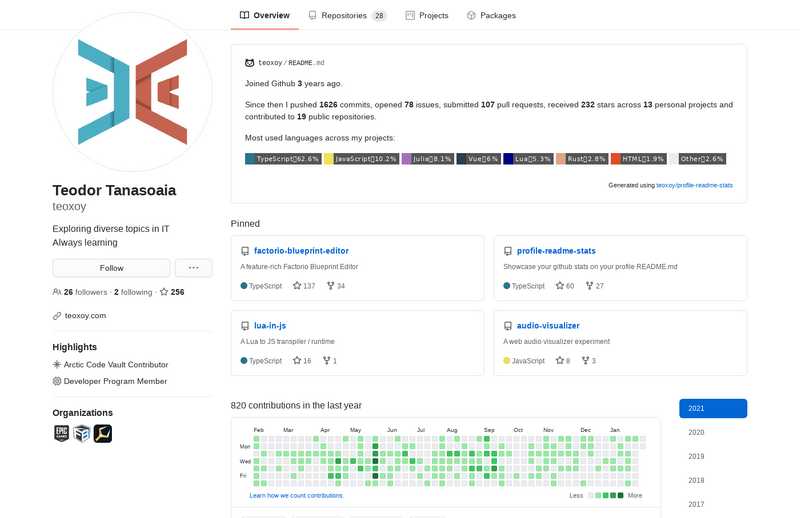 Overview
Repositories 28
Projects
Packages
teoxoy/README.md
Joined Github 3 years ago.
Since then I pushed 1626 commits, opened 78 issues, submitted 107 pull requests, received 232 stars across 13 personal projects and
contributed to 19 public repositories.
Most used languages across my projects:
TypeScript 62.6%
JavaScript 10.2%
Julia 8.1%
Vue 6%
Lua 5.3%
Rust 2.8%
HTML 1.9%
Other 2.6%
Generated using teoxoy/profile-readme-stats
Teodor Tanasoaia
teoxoy
Exploring diverse topics in IT
Always learning
Follow
26 followers · 2 following · 256
teoxoy.com
Highlights
Arctic Code Vault Contributor
Developer Program Member
Organizations
EPIC
GAMES
Pinned
factorio-blueprint-editor
A feature-rich Factorio Blueprint Editor
TypeScript 137 34
profile-readme-stats
Showcase your github stats on your profile README.md
TypeScript 60 27
lua-in-js
A Lua to JS transpiler / runtime
TypeScript 16 1
audio-visualizer
A web audio visualizer experiment
JavaScript 8 3
820 contributions in the last year
Feb Mar Apr May Jun Jul Aug Sep Oct Nov Dec Jan
Mon
Wed
Fri
Learn how we count contributions
Less More
2021
2020
2019
2018
2017